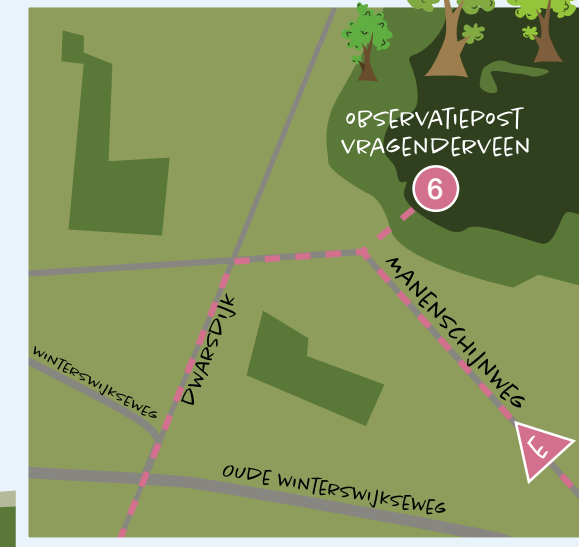 OBSERVATIEPOST
VRAGENDERVEEN
6
MANENSCHIJNWEG
DWARSDIJK
WINTERSWIJKSEWEG
E
OUDE WINTERSWIJKSEWEG